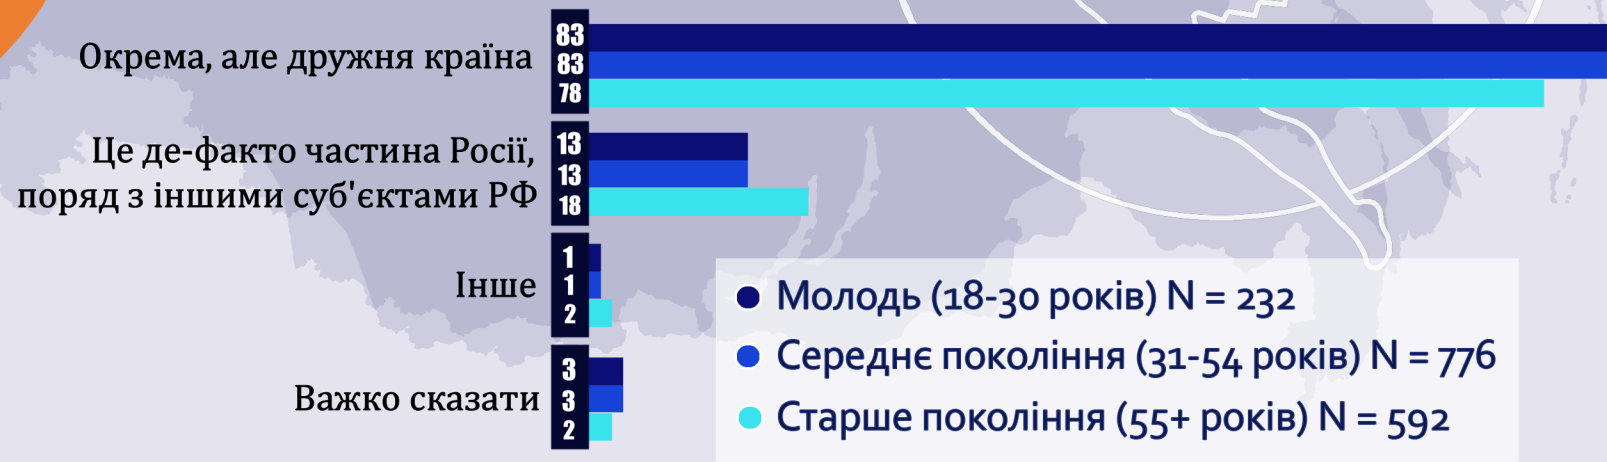 Окрема, але дружня країна
83
83
78
Це де-факто частина Росії,
поряд з іншими суб'єктами РФ
13
13
18
Інше
1
1
2
Важко сказати
3
3
2
Молодь (18-30 років) N = 232
Середнє покоління (31-54 років) N = 776
Старше покоління (55+ років) N = 592